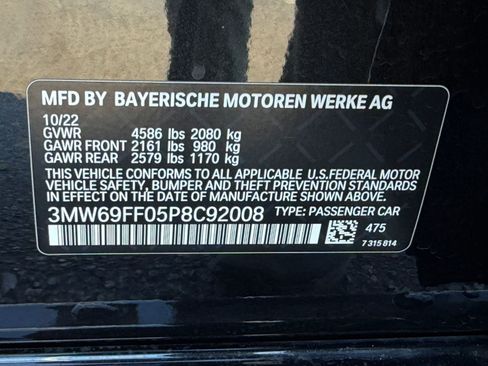 MFD BY BAYERISCHE MOTOREN WERKE AG
10/22
GVWR 4586 lbs 2080 kg
GAWR FRONT 2161 lbs 980 kg
GAWR REAR 2579 lbs 1170 kg
THIS VEHICLE CONFORMS TO ALL APPLICABLE U.S.FEDERAL MOTOR
VEHICLE SAFETY, BUMPER AND THEFT PREVENTION STANDARDS
IN EFFECT ON THE DATE OF MANUFACTURE SHOWN ABOVE.
3MW69FF05P8C92008 TYPE: PASSENGER CAR
475
7 315 814